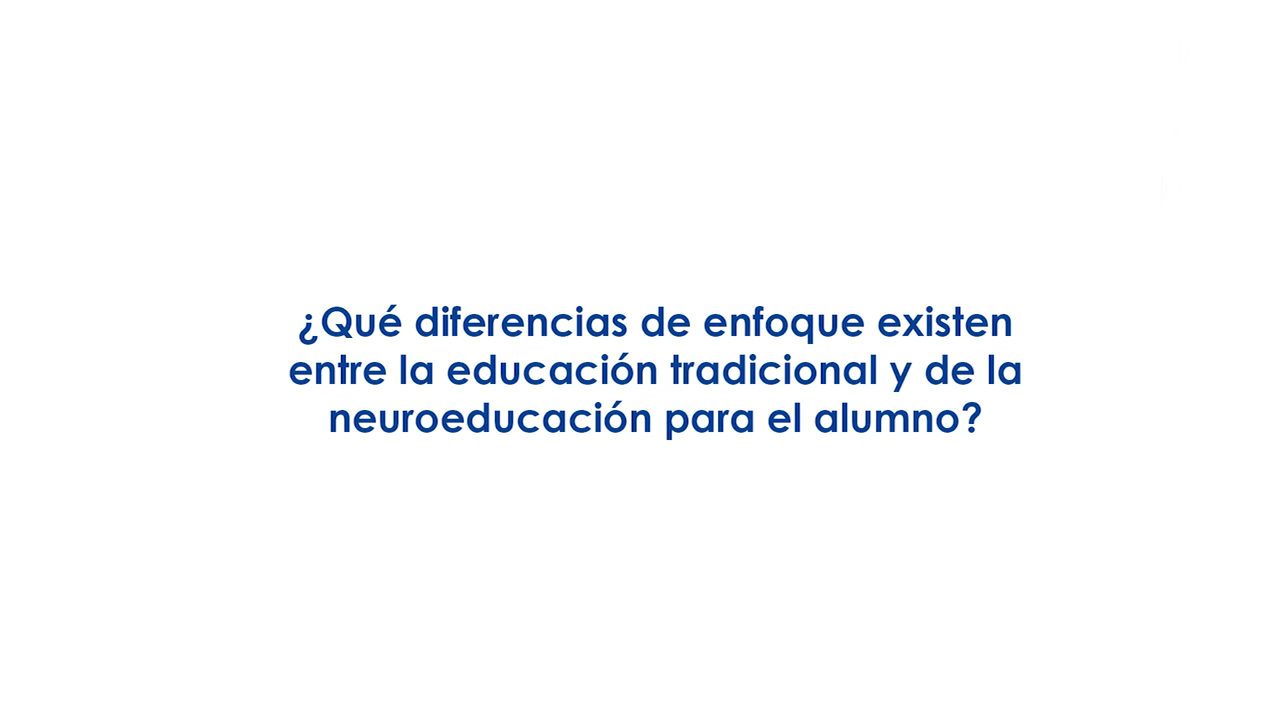 ¿Qué diferencias de enfoque existen
entre la educación tradicional y de la
neuroeducación para el alumno?